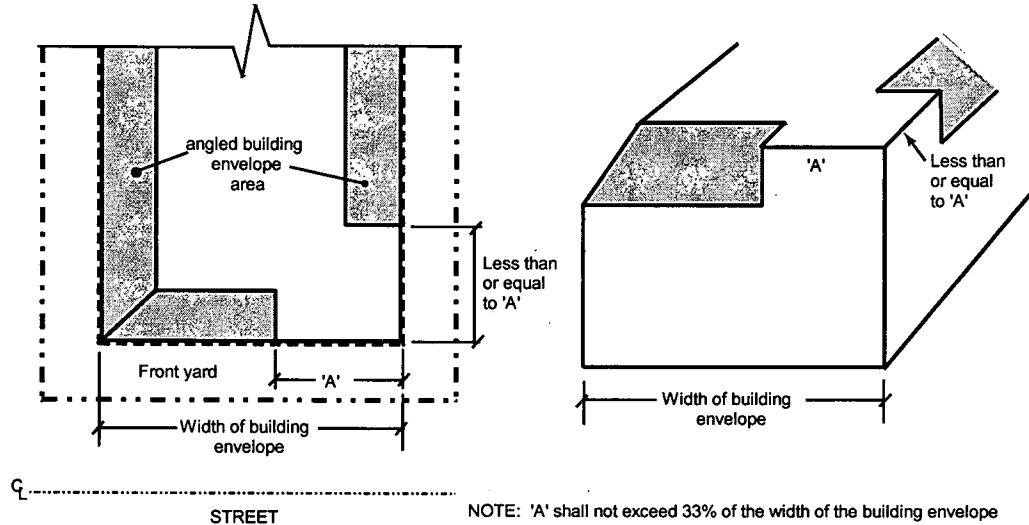 angled building
envelope
area
Less than
or equal
to 'A'
Front yard
'A'
Width of building
envelope
℄
STREET
'A'
Less than
or equal
to 'A'
Width of building
envelope
NOTE: 'A' shall not exceed 33% of the width of the building envelope